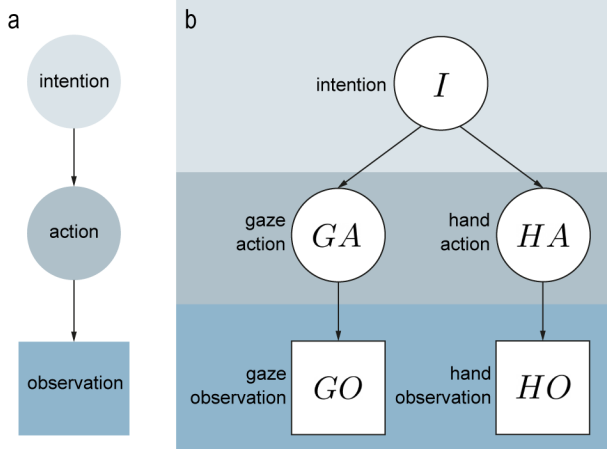 a
intention
action
observation
b
intention
I
gaze
action
GA
hand
action
HA
gaze
observation
GO
hand
observation
HO